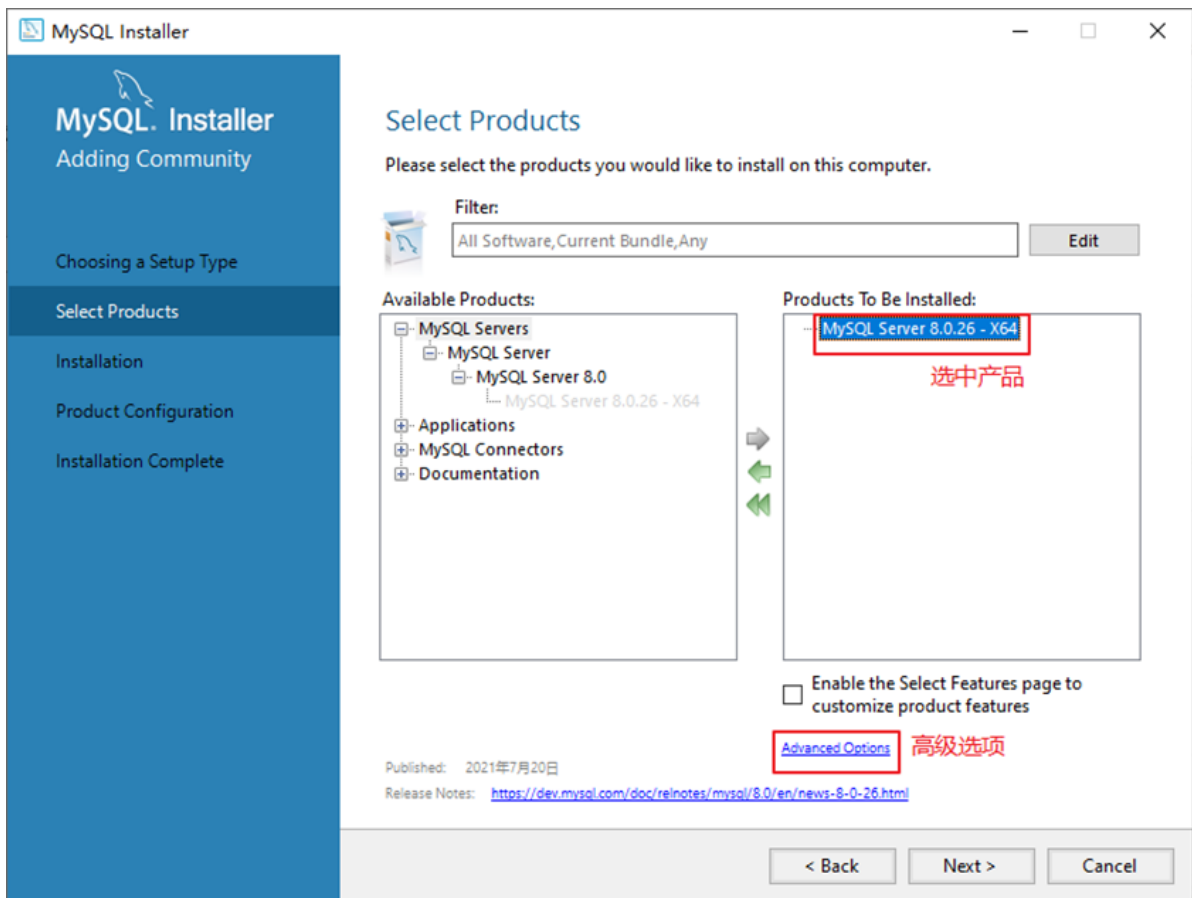 MySQL Installer
MySQL. Installer
Adding Community
Choosing a Setup Type
Select Products
Installation
Product Configuration
Installation Complete
Select Products
Please select the products you would like to install on this computer.
Filter:
All Software,Current Bundle,Any
Edit
Available Products:
MySQL Servers
MySQL Server
MySQL Server 8.0
MySQL Server 8.0.26 - X64
Applications
MySQL Connectors
Documentation
Products To Be Installed:
MySQL Server 8.0.26 - X64
选中产品
Enable the Select Features page to
customize product features
Advanced Options
高级选项
Published: 2021年7月20日
Release Notes: https://dev.mysql.com/doc/relnotes/mysql/8.0/en/news-8-0-26.html
< Back
Next >
Cancel